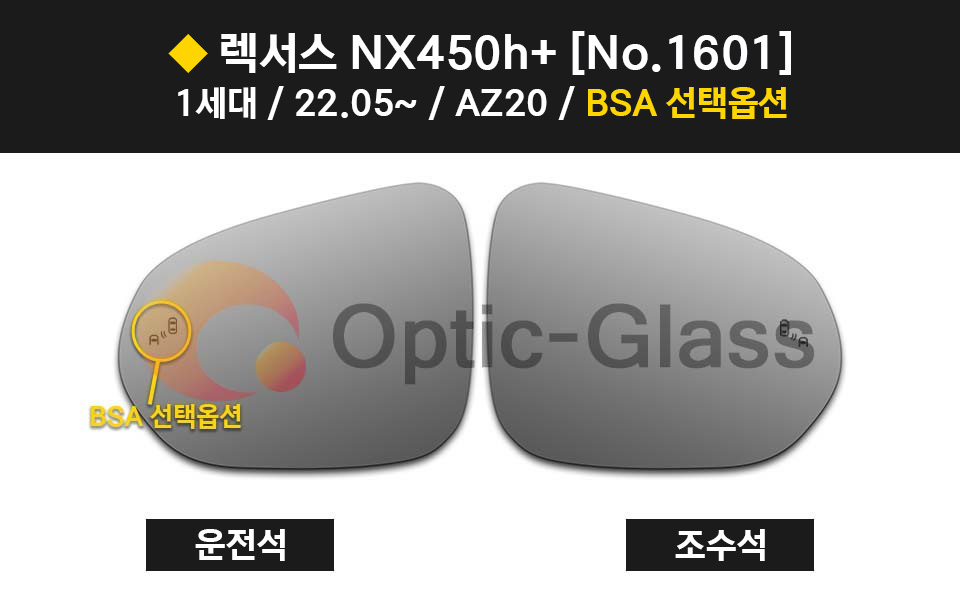 ◆ 렉서스 NX450h+ [No.1601]
1세대 / 22.05~ / AZ20 / BSA 선택옵션
Optic-Glass
BSA 선택옵션
운전석
조수석